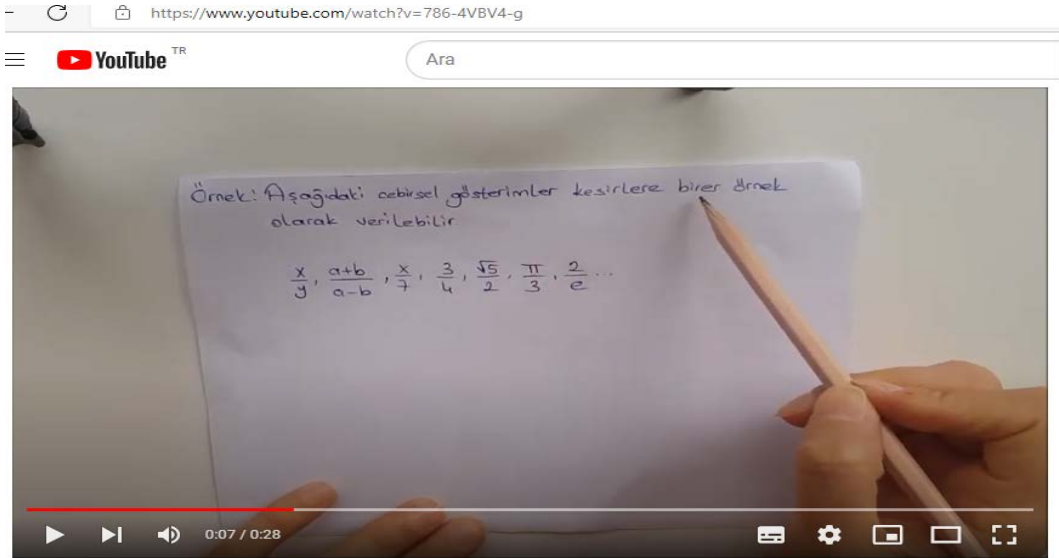 https://www.youtube.com/watch?v=786-4VBV4-g
YouTube TR
Ara
Örnek: Aşağıdaki cebirsel gösterimler kesirlere birer örnek
olarak verilebilir.
x/y, a+b/a-b, x/7, 3/4, √5/2, π/3, 2/e ...
0:07 / 0:28